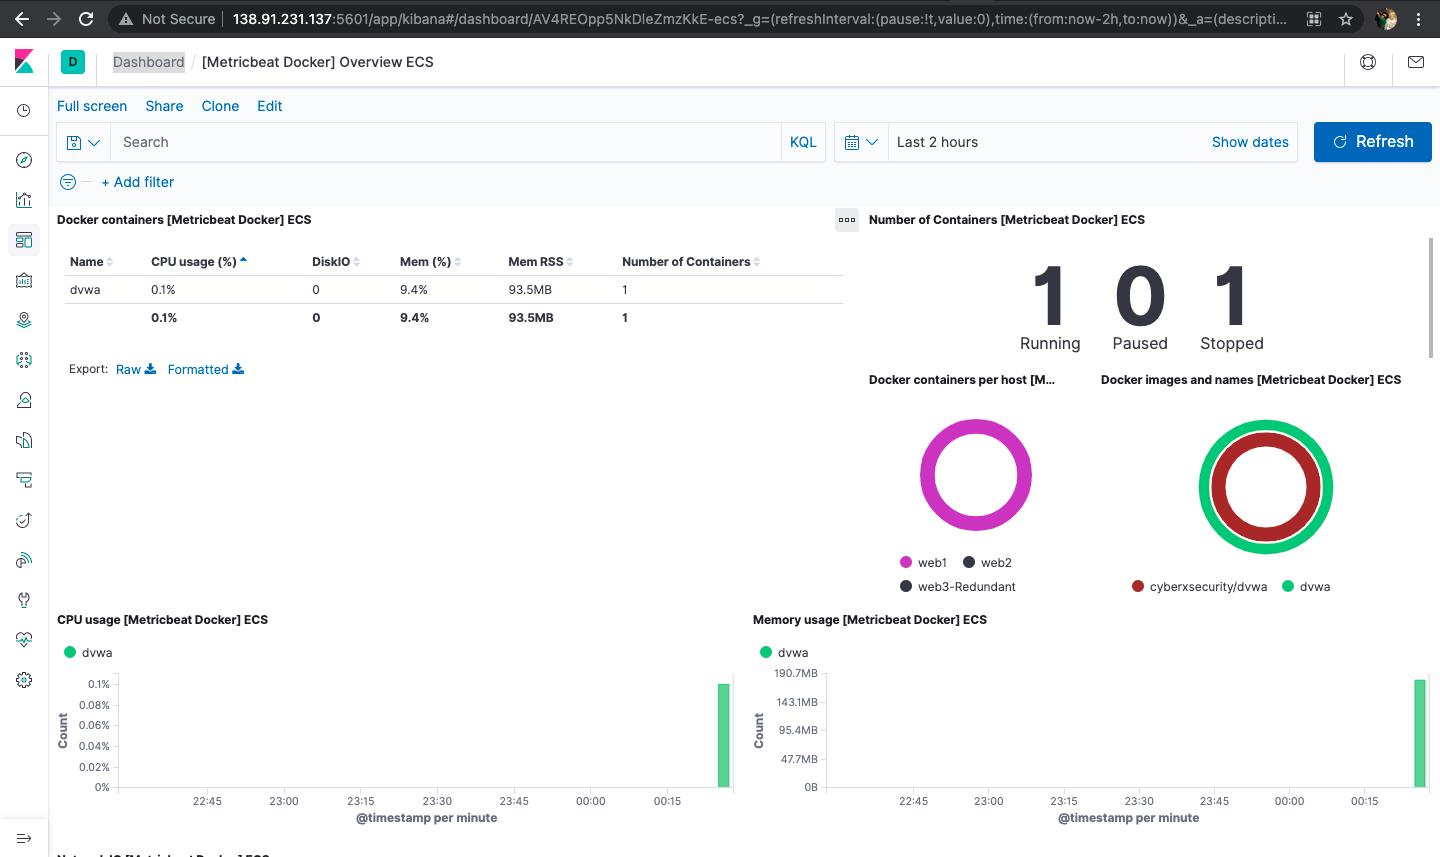 Not Secure | 138.91.231.137:5601/app/kibana#/dashboard/AV4REOpp5NkDleZmzKkE-ecs?_g=(refreshInterval:(pause:!t,value:0),time:(from:now-2h,to:now))&_a=(descripti...
D Dashboard / [Metricbeat Docker] Overview ECS
Full screen Share Clone Edit
Search KQL Last 2 hours Show dates Refresh
+ Add filter
Docker containers [Metricbeat Docker] ECS
Name CPU usage (%) DiskIO Mem (%) Mem RSS Number of Containers
dvwa 0.1% 0 9.4% 93.5MB 1
0.1% 0 9.4% 93.5MB 1
Export: Raw Formatted
Number of Containers [Metricbeat Docker] ECS
1 0 1
Running Paused Stopped
Docker containers per host [M...
web1 web2
web3-Redundant
Docker images and names [Metricbeat Docker] ECS
cyberxsecurity/dvwa dvwa
CPU usage [Metricbeat Docker] ECS
dvwa
0.1%
0.08%
0.06%
0.04%
0.02%
0%
Count
22:45 23:00 23:15 23:30 23:45 00:00 00:15
@timestamp per minute
Memory usage [Metricbeat Docker] ECS
dvwa
190.7MB
143.1MB
95.4MB
47.7MB
0B
Count
22:45 23:00 23:15 23:30 23:45 00:00 00:15
@timestamp per minute
Network IO [Metricbeat Docker] ECS